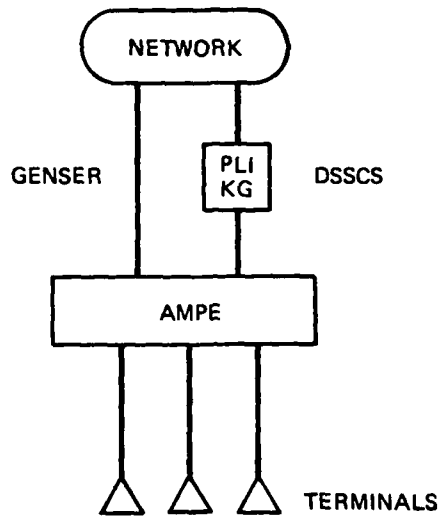 NETWORK
GENSER
PLI
KG
DSSCS
AMPE
TERMINALS